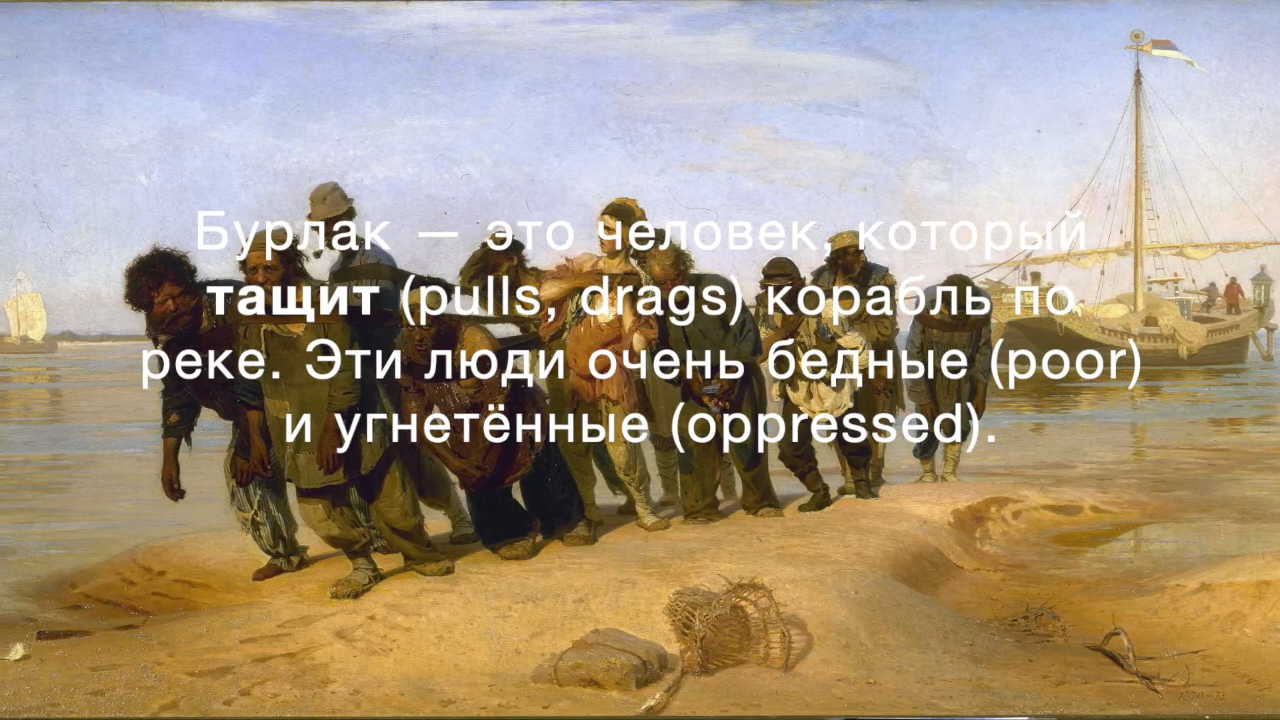 Бурлак — это человек, который
тащит (pulls, drags) корабль по
реке. Эти люди очень бедные (poor)
и угнетённые (oppressed).